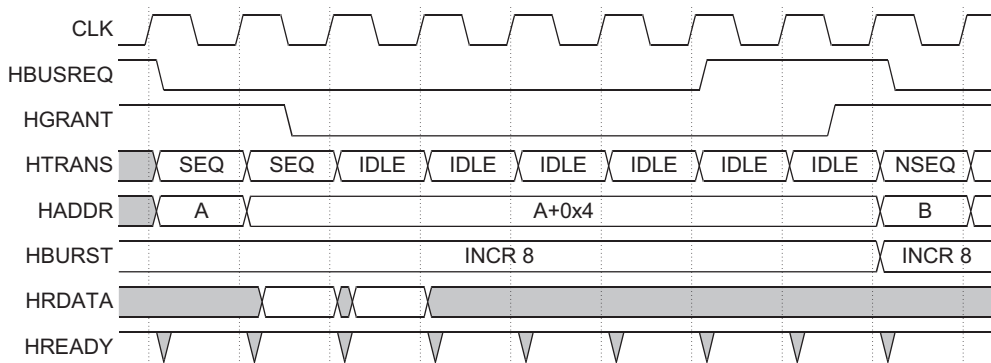 CLK
HBUSREQ
HGRANT
HTRANS SEQ SEQ IDLE IDLE IDLE IDLE IDLE IDLE NSEQ
HADDR A A+0x4 B
HBURST INCR 8 INCR 8
HRDATA
HREADY